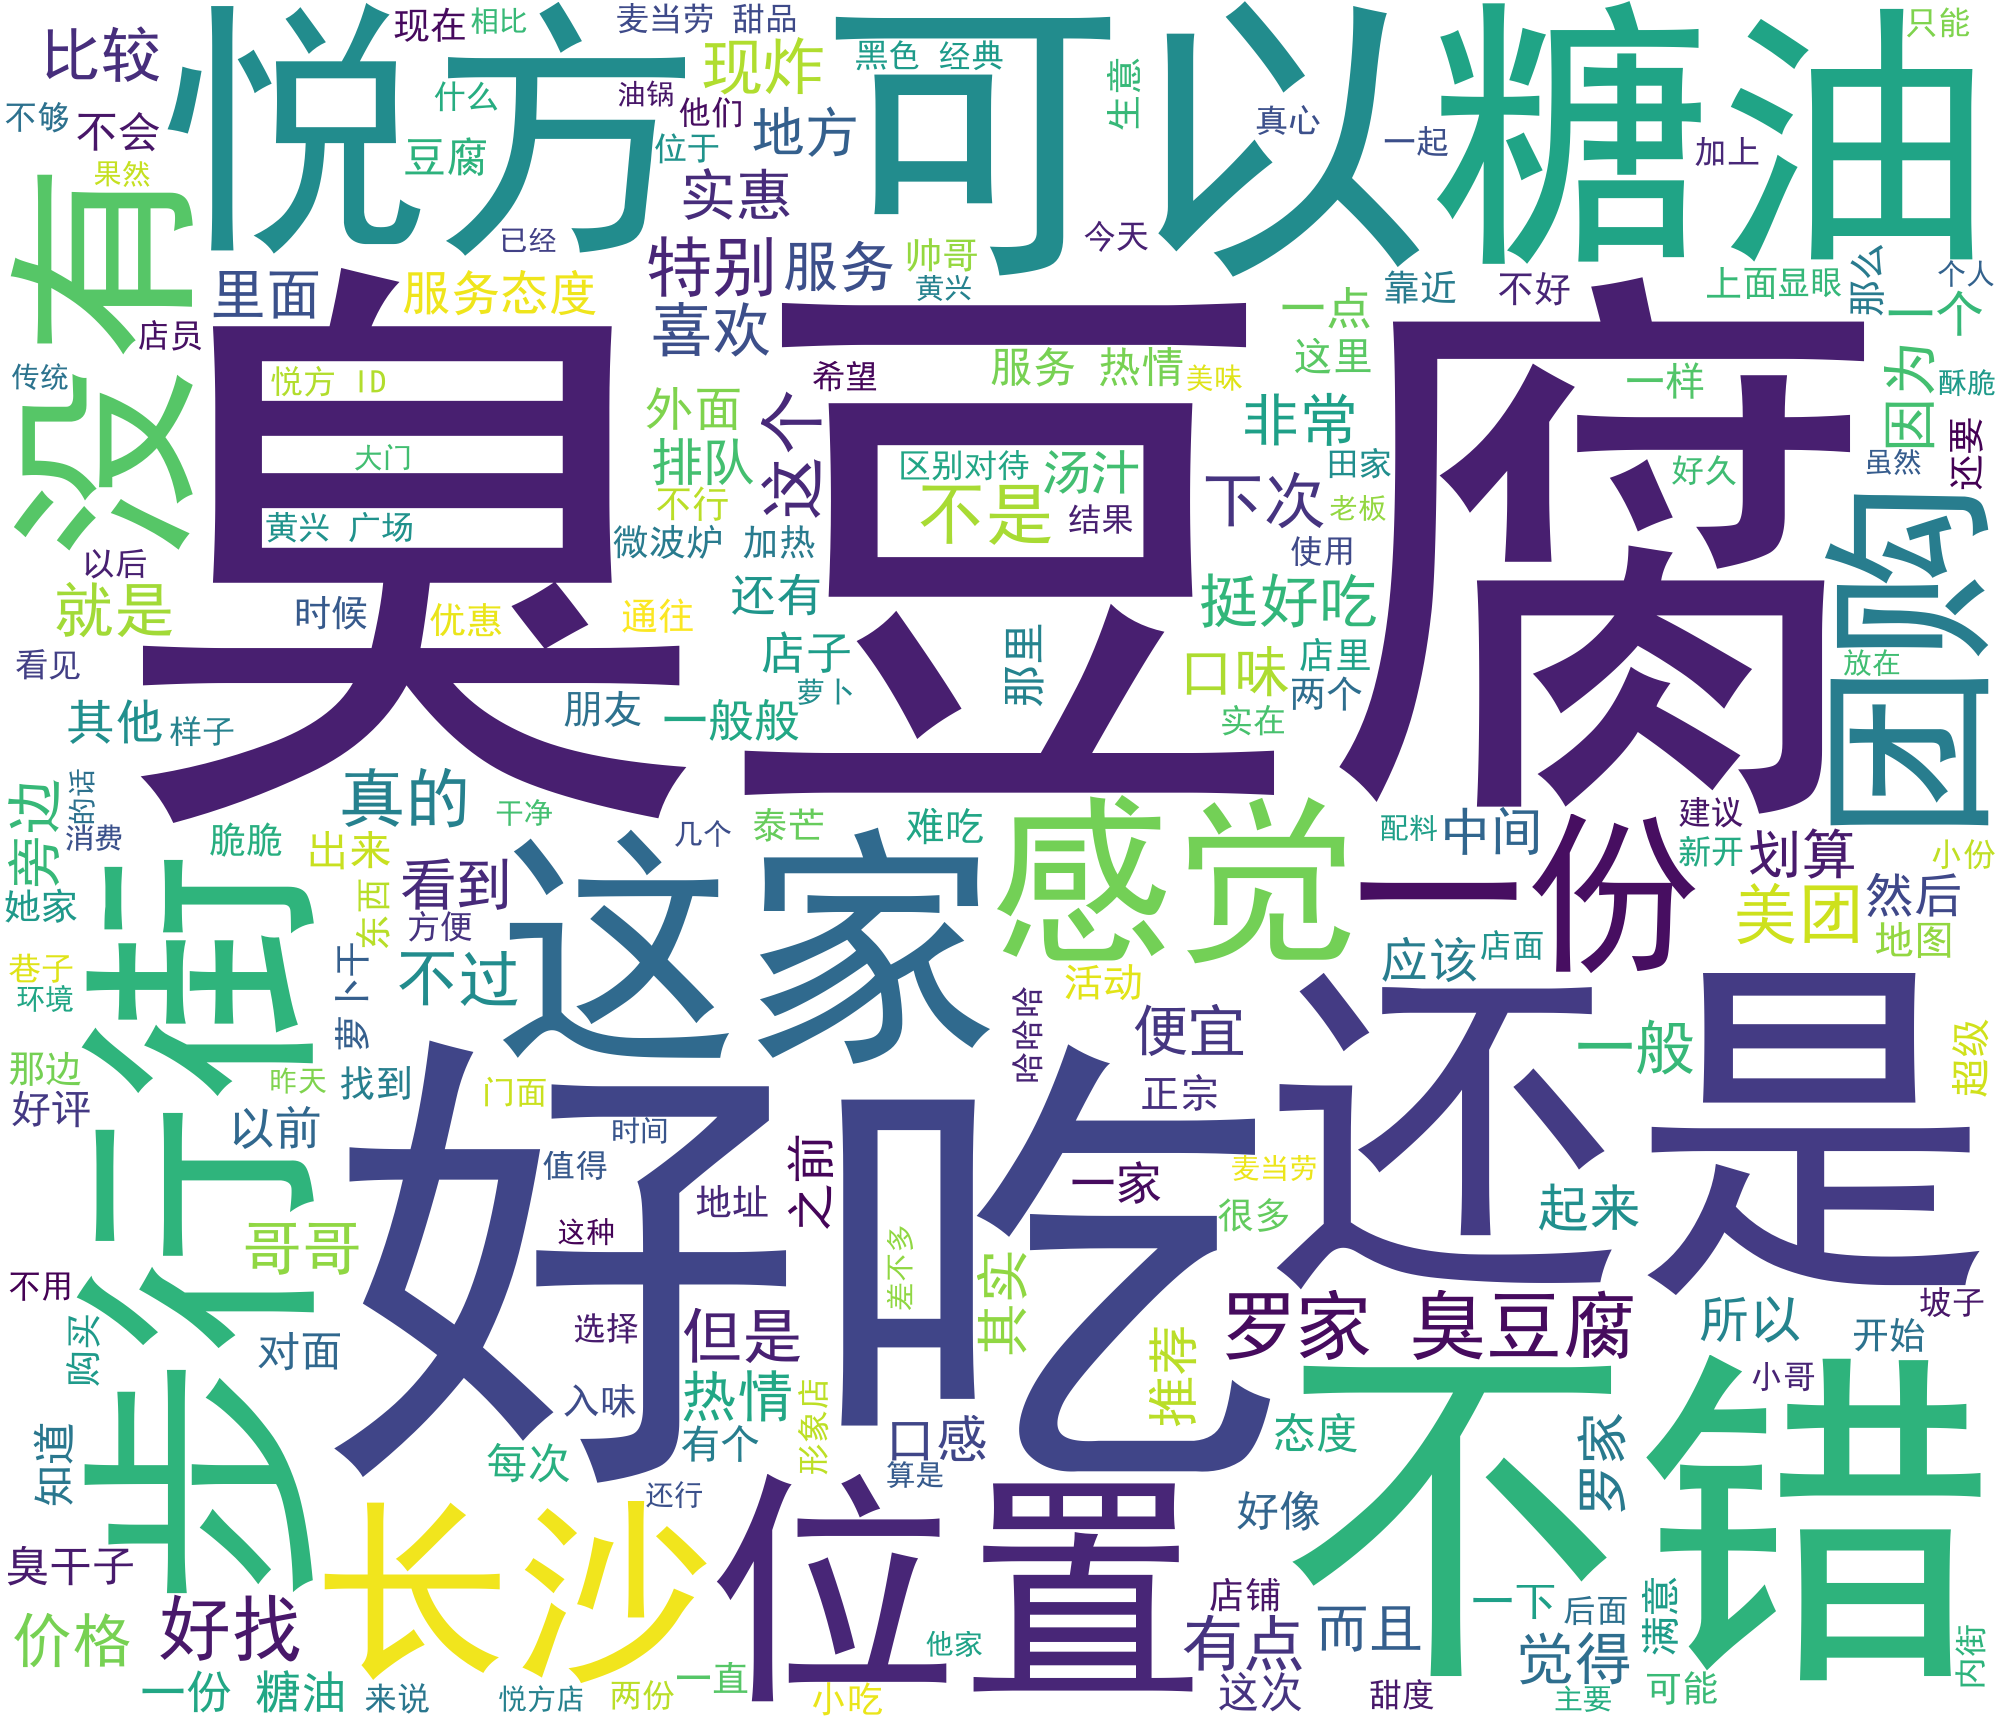 悦方
可以
糖油
臭豆腐
没有
团购
步行街
这家
感觉
一份
还是
好吃
不错
长沙
位置
比较
现在
相比
麦当劳 甜品
现炸
黑色 经典
生意
只能
不够
不会
什么
油锅
他们
地方
位于
豆腐
真心
一起
加上
果然
实惠
已经
今天
特别
服务
帅哥
黄兴
靠近
不好
上面
显眼
那么
个人
一个
里面
服务态度
喜欢
一点
这里
店员
传统
悦方 ID
大门
黄兴 广场
希望
服务 热情
美味
外面
排队
这个
非常
一样
因为
酥脆
还要
虽然
区别对待
汤汁
不是
结果
田家
老板
下次
好久
不行
微波炉
加热
使用
以后
就是
时候
优惠
通往
还有
挺好吃
看见
店子
那里
口味
店里
两个
放在
其他
样子
朋友
一般般
萝卜
实在
旁边
的话
消费
真的
干净
几个
泰芒
难吃
配料
中间
建议
新开
划算
小份
脆脆
出来
看到
东西
方便
她家
巷子
环境
萝卜干
不过
活动
应该
店面
美团
然后
地图
那边
昨天
找到
好评
以前
门面
时间
哈哈哈
便宜
正宗
一般
超级
值得
地址
之前
一家
麦当劳
很多
起来
哥哥
这种
差不多
其实
不用
购买
对面
选择
但是
推荐
罗家 臭豆腐
所以
坡子
开始
小哥
入味
热情
形象店
有个
口感
算是
态度
罗家
知道
每次
还行
好像
臭干子
好找
价格
店铺
有点
而且
一下
后面
觉得
满意
内街
他家
一份 糖油
来说
悦方店
两份
一直
小吃
这次
甜度
主要
可能